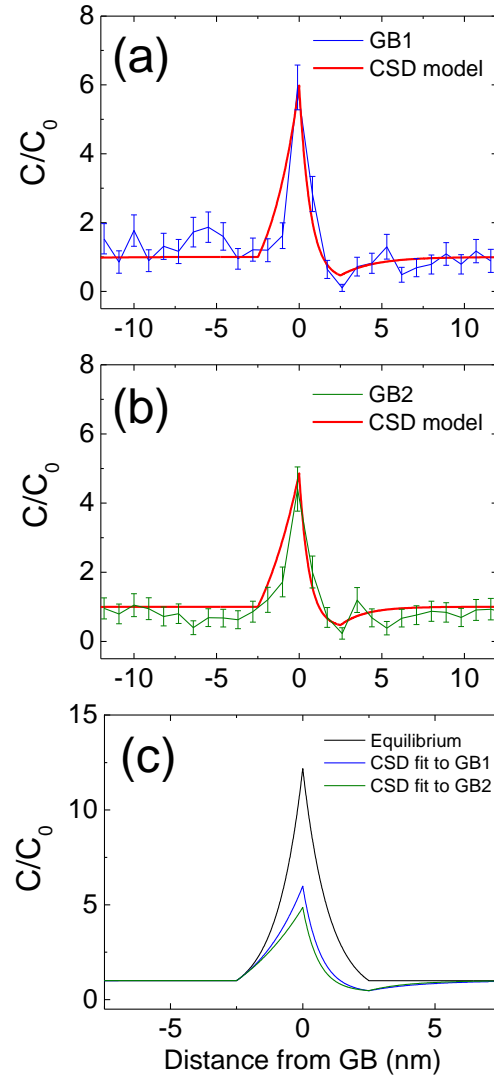 (a)
GB1
CSD model
C/C0
8
6
4
2
0
-10 -5 0 5 10
(b)
GB2
CSD model
C/C0
8
6
4
2
0
-10 -5 0 5 10
(c)
Equilibrium
CSD fit to GB1
CSD fit to GB2
C/C0
15
10
5
0
-5 0 5
Distance from GB (nm)